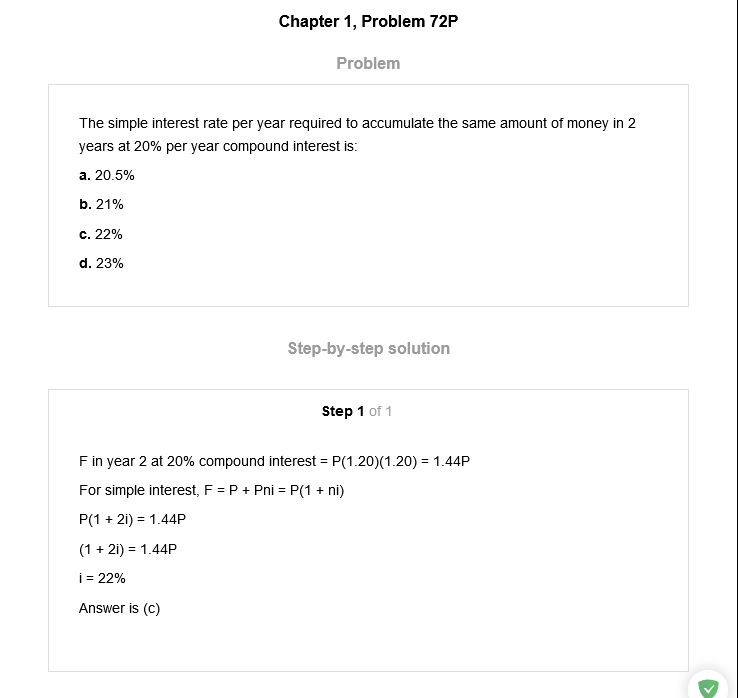 Chapter 1, Problem 72P
Problem
The simple interest rate per year required to accumulate the same amount of money in 2
years at 20% per year compound interest is:
a. 20.5%
b. 21%
c. 22%
d. 23%
Step-by-step solution
Step 1 of 1
F in year 2 at 20% compound interest = P(1.20)(1.20) = 1.44P
For simple interest, F = P + Pni = P(1 + ni)
P(1 + 2i) = 1.44P
(1 + 2i) = 1.44P
i = 22%
Answer is (c)